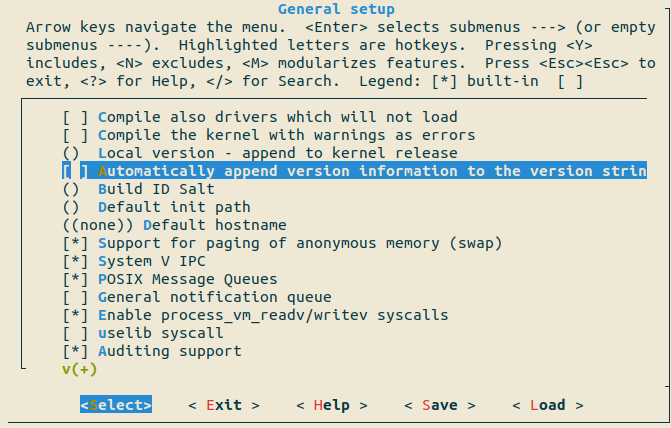 General setup
Arrow keys navigate the menu.  <Enter> selects submenus ---> (or empty
submenus ----).  Highlighted letters are hotkeys.  Pressing <Y>
includes, <N> excludes, <M> modularizes features.  Press <Esc><Esc> to
exit, <?> for Help, </> for Search.  Legend: [*] built-in  [ ]
[ ] Compile also drivers which will not load
[ ] Compile the kernel with warnings as errors
()  Local version - append to kernel release
[ ] Automatically append version information to the version strin
()  Build ID Salt
()  Default init path
((none)) Default hostname
[*] Support for paging of anonymous memory (swap)
[*] System V IPC
[*] POSIX Message Queues
[ ] General notification queue
[*] Enable process_vm_readv/writev syscalls
[ ] uselib syscall
[*] Auditing support
v(+)
<Select>    < Exit >    < Help >    < Save >    < Load >